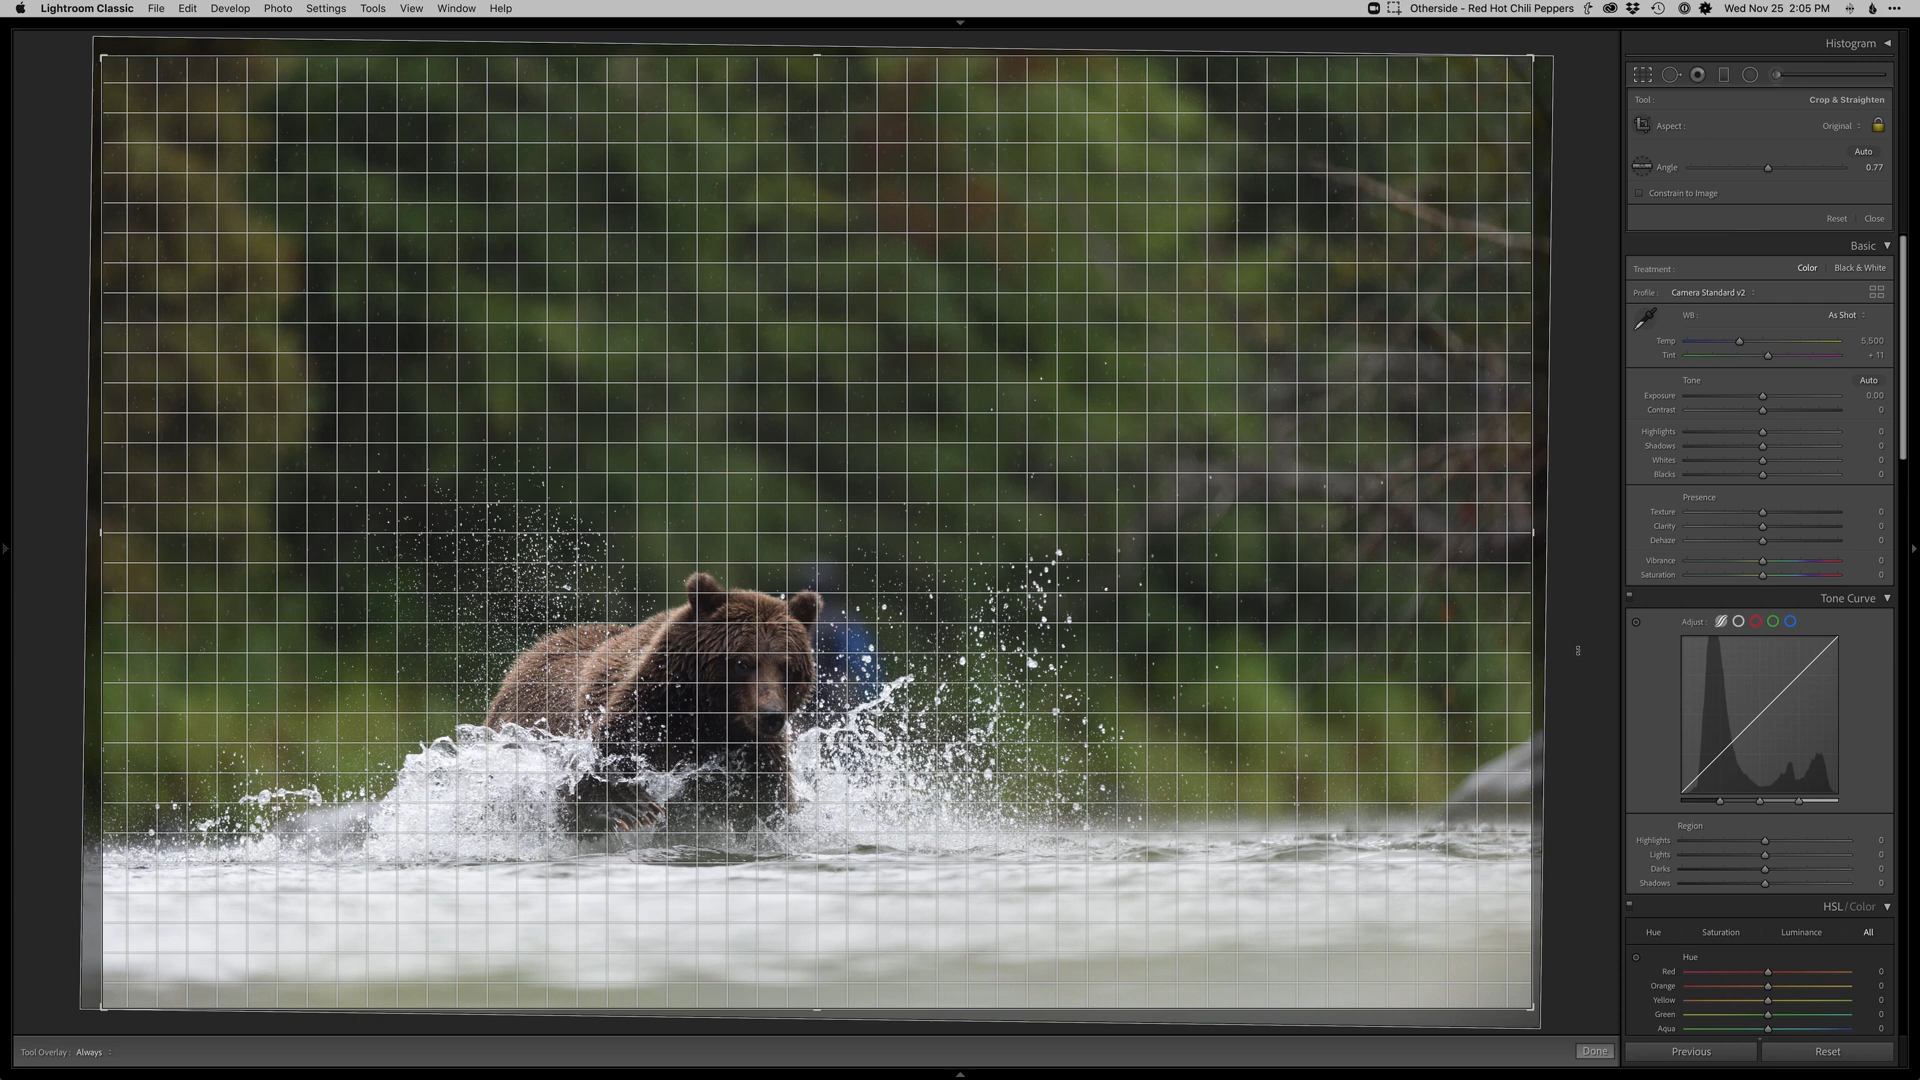 Lightroom Classic File Edit Develop Photo Settings Tools View Window Help Otherside - Red Hot Chili Peppers Wed Nov 25 2:05 PM
Histogram
Tool : Crop & Straighten
Aspect : Original
Auto
Angle 0.77
Constrain to Image
Reset Close
Basic
Treatment : Color Black & White
Profile : Camera Standard v2
WB : As Shot
Temp 5,500
Tint + 11
Tone Auto
Exposure 0.00
Contrast 0
Highlights 0
Shadows 0
Whites 0
Blacks 0
Presence
Texture 0
Clarity 0
Dehaze 0
Vibrance 0
Saturation 0
Tone Curve
Adjust :
Region
Highlights 0
Lights 0
Darks 0
Shadows 0
HSL / Color
Hue Saturation Luminance All
Hue
Red 0
Orange 0
Yellow 0
Green 0
Aqua 0
Tool Overlay : Always Done Previous Reset